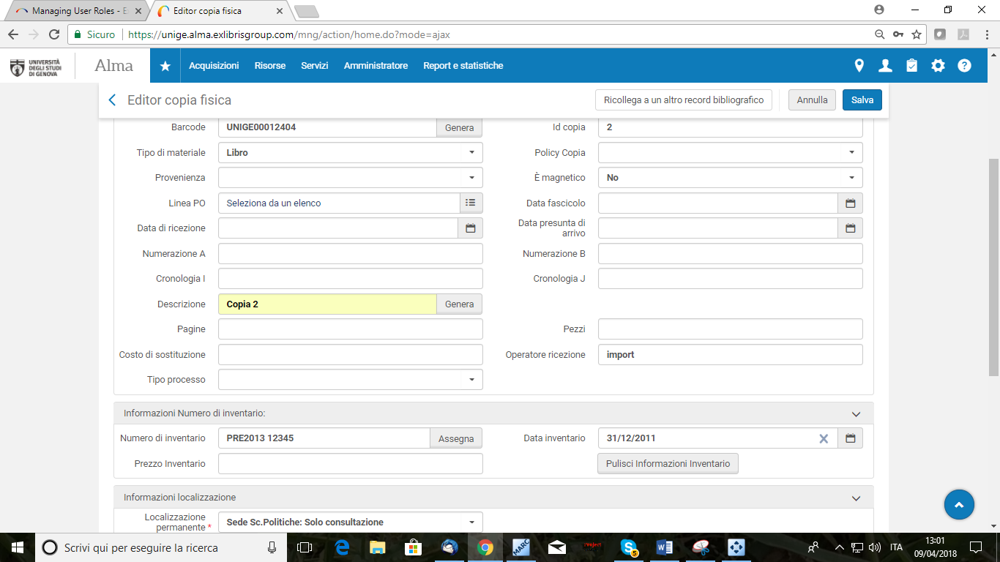 Managing User Roles - E
Editor copia fisica
Sicuro https://unige.alma.exlibrisgroup.com/mng/action/home.do?mode=ajax
UNIVERSITÀ
DEGLI STUDI
DI GENOVA
Alma
Acquisizioni Risorse Servizi Amministratore Report e statistiche
Editor copia fisica
Ricollega a un altro record bibliografico
Annulla
Salva
Barcode UNIGE00012404 Genera Id copia 2
Tipo di materiale Libro Policy Copia
Provenienza È magnetico No
Linea PO Seleziona da un elenco Data fascicolo
Data di ricezione Data presunta di
arrivo
Numerazione A Numerazione B
Cronologia I Cronologia J
Descrizione Copia 2 Genera
Pagine Pezzi
Costo di sostituzione Operatore ricezione import
Tipo processo
Informazioni Numero di inventario:
Numero di inventario PRE2013 12345 Assegna Data inventario 31/12/2011
Prezzo Inventario Pulisci Informazioni Inventario
Informazioni localizzazione
Localizzazione
permanente * Sede Sc.Politiche: Solo consultazione
Scrivi qui per eseguire la ricerca
MARC
5
ITA
13:01
09/04/2018